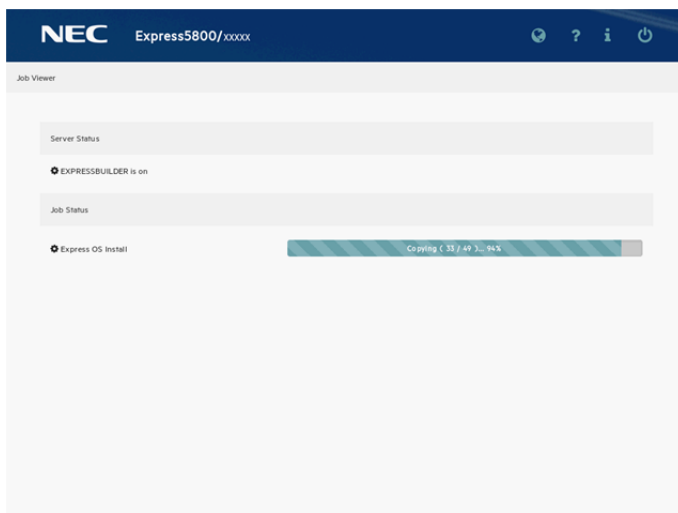 NEC Express5800/xxxxx ? i
Job Viewer
Server Status
EXPRESSBUILDER is on
Job Status
Express OS Install Copying ( 33 / 49 )... 94%